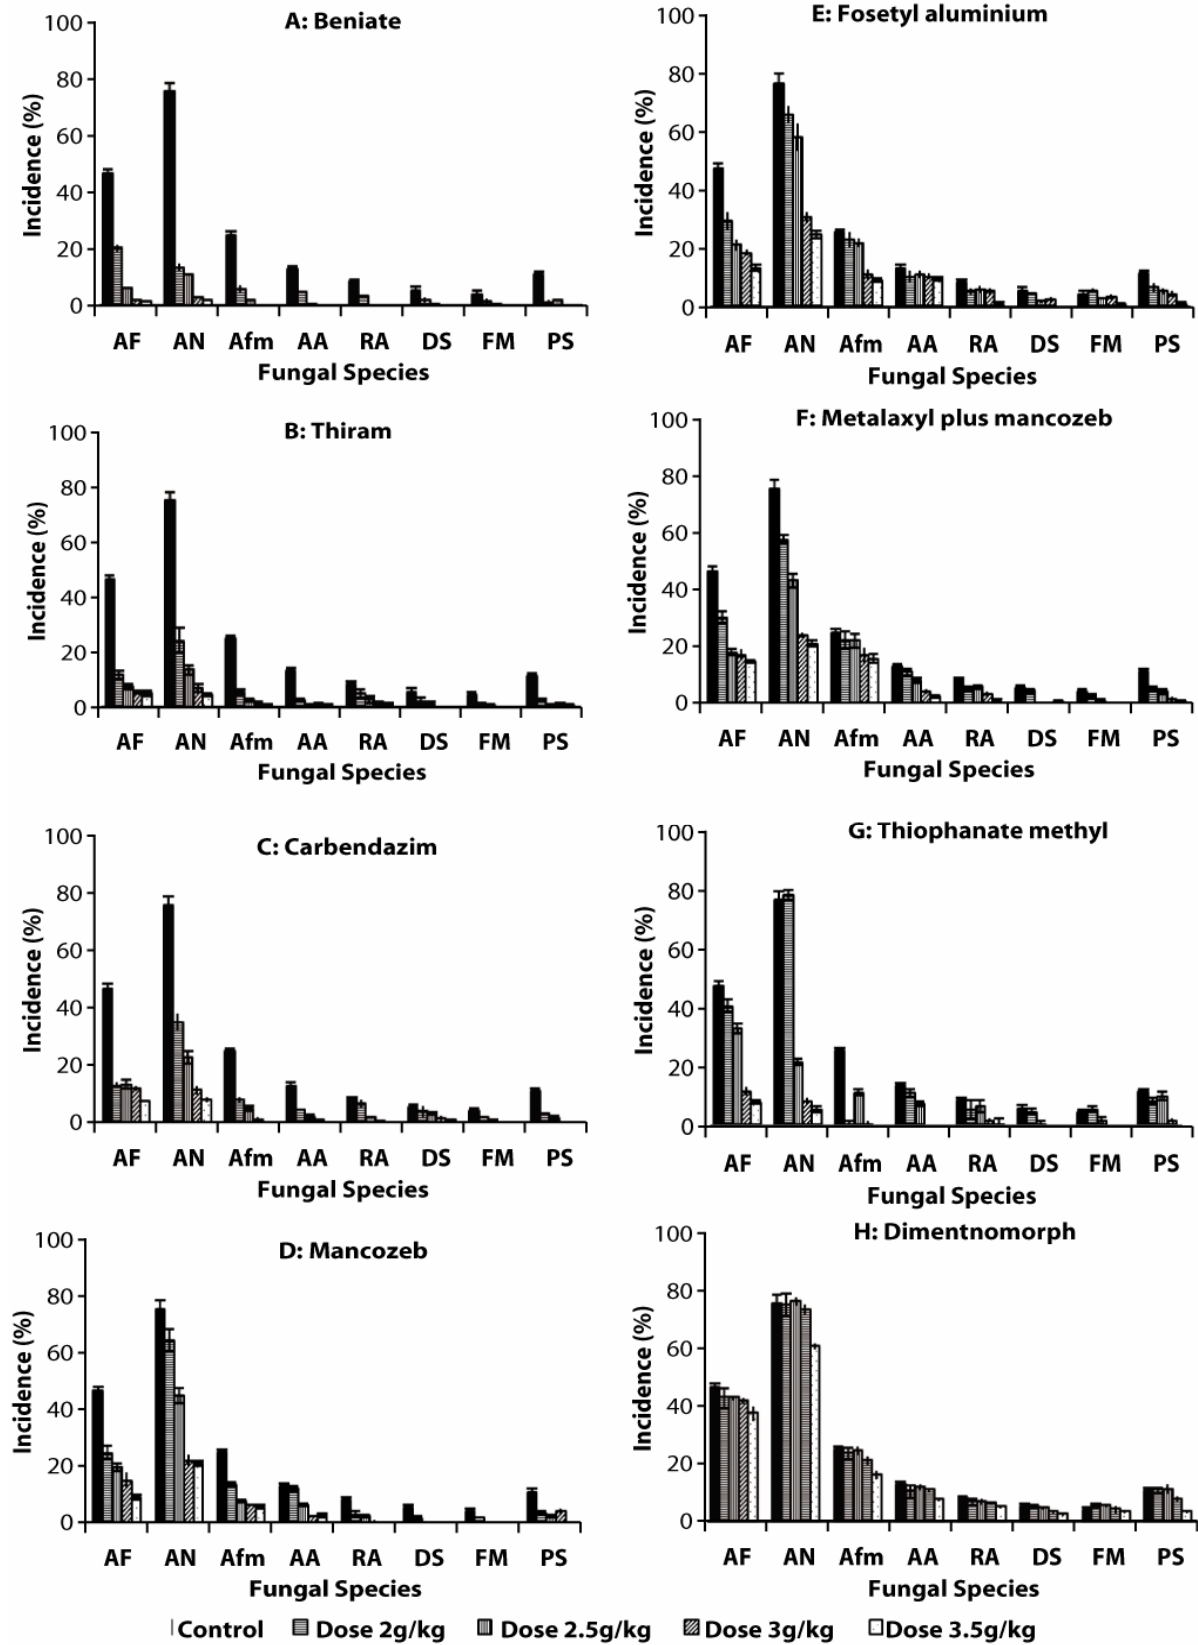 A: Beniate
100
80
60
40
20
0
Incidence (%)
AF AN Afm AA RA DS FM PS
Fungal Species
B: Thiram
100
80
60
40
20
0
Incidence (%)
AF AN Afm AA RA DS FM PS
Fungal Species
C: Carbendazim
100
80
60
40
20
0
Incidence (%)
AF AN Afm AA RA DS FM PS
Fungal Species
D: Mancozeb
100
80
60
40
20
0
Incidence (%)
AF AN Afm AA RA DS FM PS
Fungal Species
E: Fosetyl aluminium
100
80
60
40
20
0
Incidence (%)
AF AN Afm AA RA DS FM PS
Fungal Species
F: Metalaxyl plus mancozeb
100
80
60
40
20
0
Incidence (%)
AF AN Afm AA RA DS FM PS
Fungal Species
G: Thiophanate methyl
100
80
60
40
20
0
Incidence (%)
AF AN Afm AA RA DS FM PS
Fungal Species
H: Dimentnomorph
100
80
60
40
20
0
Incidence (%)
AF AN Afm AA RA DS FM PS
Fungal Species
Control Dose 2g/kg Dose 2.5g/kg Dose 3g/kg Dose 3.5g/kg